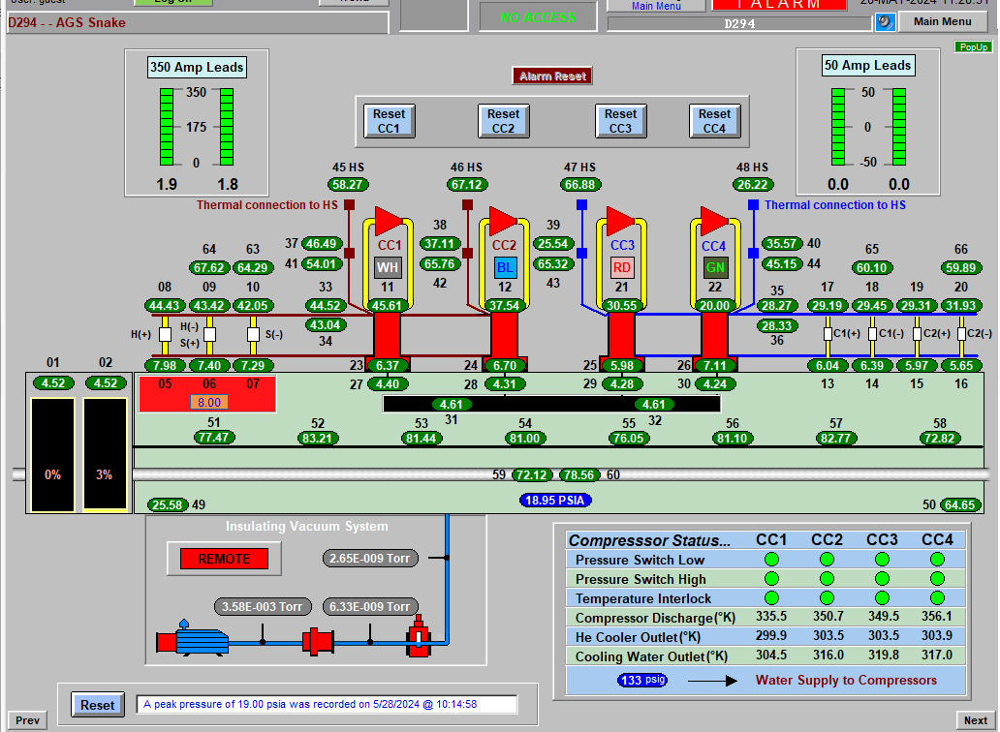 User: guest
Log On
Trend
Main Menu
1 ALARM
D294 - - AGS Snake
NO ACCESS
D294
Main Menu
PopUp
350 Amp Leads
350
175
0
1.9 1.8
Alarm Reset
Reset CC1
Reset CC2
Reset CC3
Reset CC4
50 Amp Leads
50
0
-50
0.0 0.0
45 HS 46 HS 47 HS 48 HS
58.27 67.12 66.88 26.22
Thermal connection to HS
Thermal connection to HS
38 39
37 46.49 37.11 25.54 35.57 40
41 54.01 65.76 65.32 45.15 44
42 43
CC1 CC2 CC3 CC4
WH BL RD GN
11 12 21 22
64 63
67.62 64.29
65 66
60.10 59.89
08 09 10 33
44.43 43.42 42.05 44.52 45.61 37.54 30.55 20.00
43.04
34
35
28.27
28.33
36
17 18 19 20
29.19 29.45 29.31 31.93
H(+)
H(-)
S(+)
S(-)
C1(+) C1(-) C2(+) C2(-)
7.98 7.40 7.29
05 06 07
8.00
23 6.37 24 6.70 25 5.98 26 7.11
27 4.40 28 4.31 29 4.28 30 4.24
6.04 6.39 5.97 5.65
13 14 15 16
01 02
4.52 4.52
0% 3%
4.61 4.61
31 32
51 52 53 54 55 56 57 58
77.47 83.21 81.44 81.00 76.05 81.10 82.77 72.82
59 72.12 78.56 60
18.95 PSIA
25.58 49
50 64.65
Insulating Vacuum System
REMOTE
2.65E-009 Torr
3.58E-003 Torr 6.33E-009 Torr
Compresssor Status... CC1 CC2 CC3 CC4
Pressure Switch Low
Pressure Switch High
Temperature Interlock
Compressor Discharge(°K) 335.5 350.7 349.5 356.1
He Cooler Outlet(°K) 299.9 303.5 303.5 303.9
Cooling Water Outlet(°K) 304.5 316.0 319.8 317.0
133 psig Water Supply to Compressors
Reset
A peak pressure of 19.00 psia was recorded on 5/28/2024 @ 10:14:58
Prev
Next